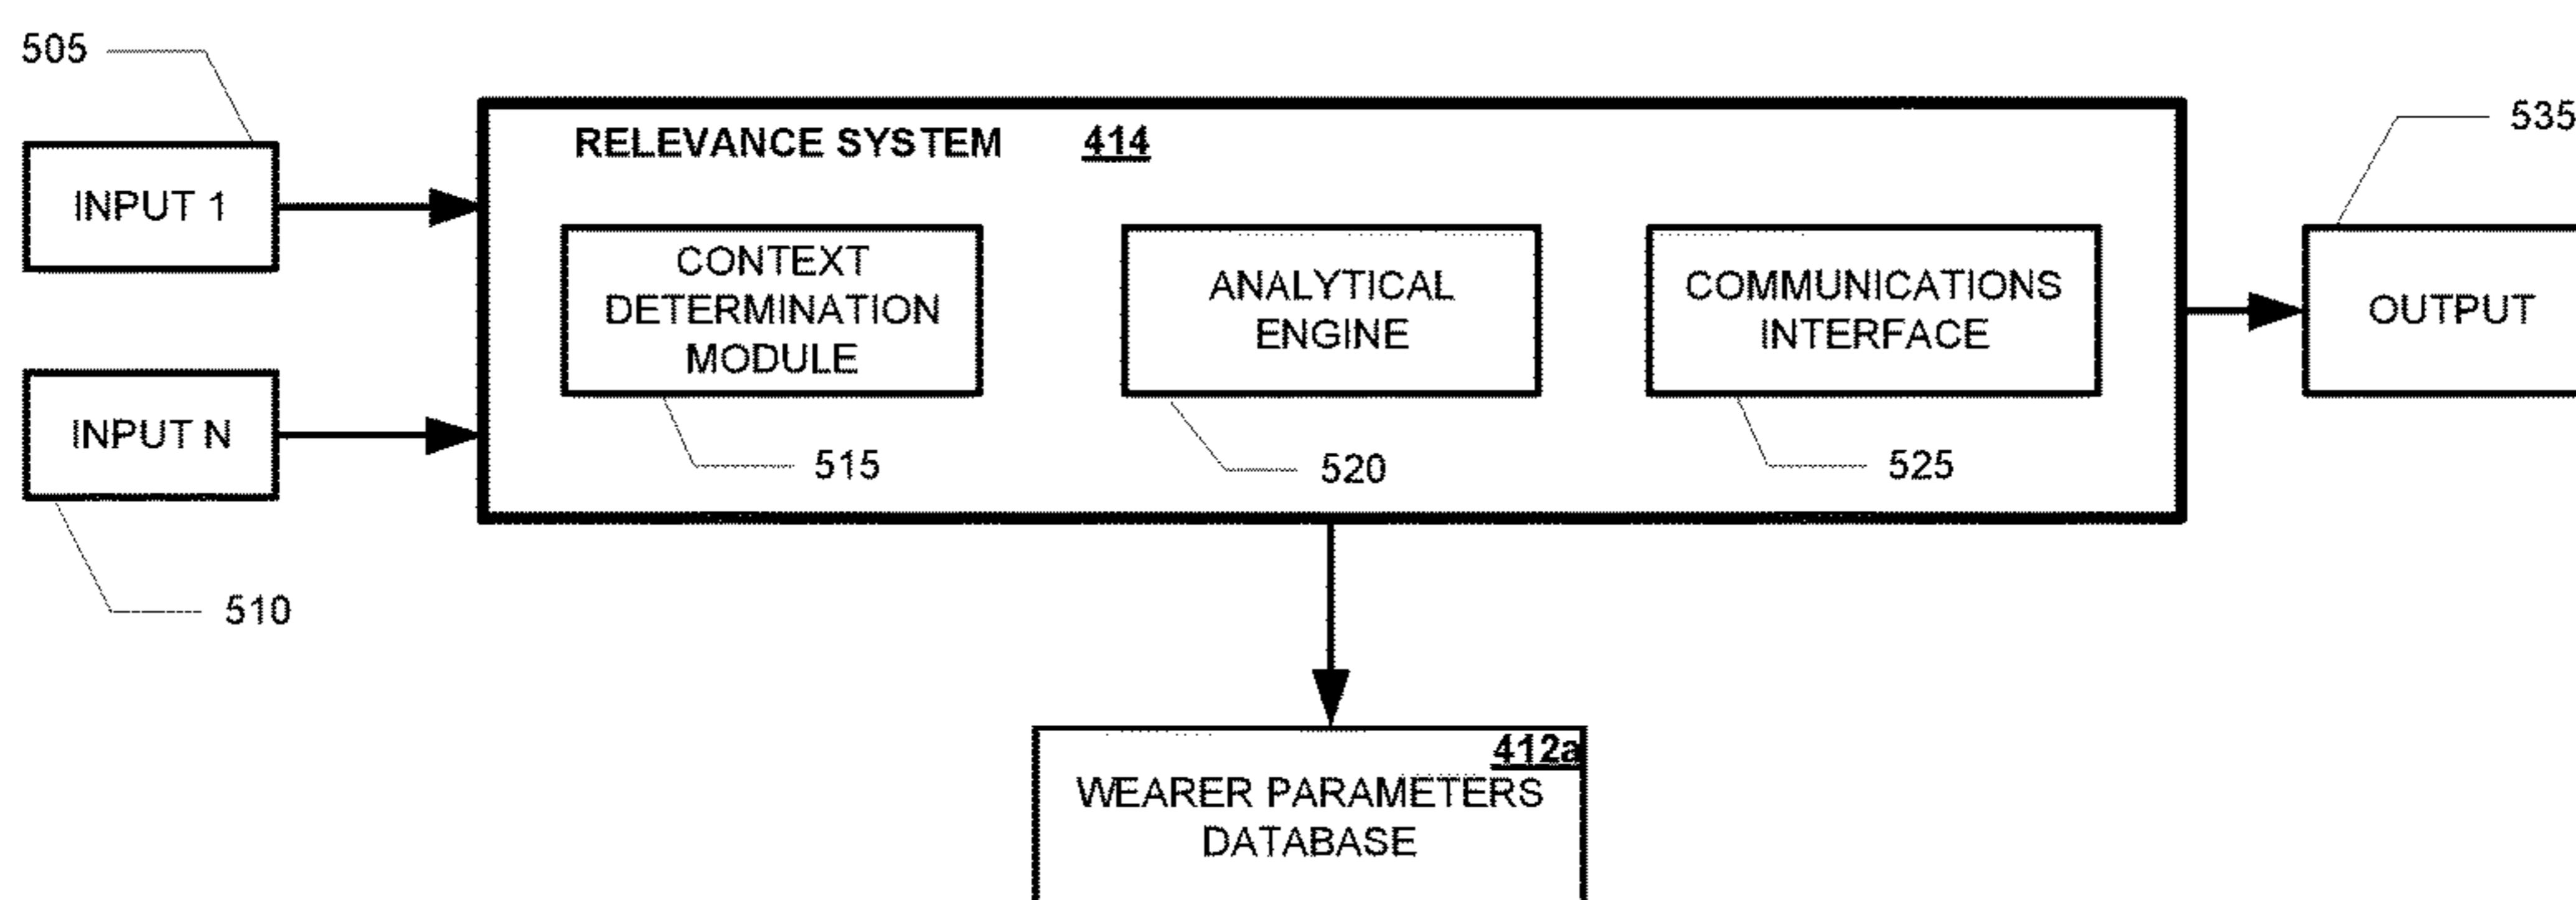 505
535
RELEVANCE SYSTEM 414
INPUT 1
CONTEXT
DETERMINATION
MODULE
ANALYTICAL
ENGINE
COMMUNICATIONS
INTERFACE
OUTPUT
INPUT N
515
520
525
510
412a
WEARER PARAMETERS
DATABASE